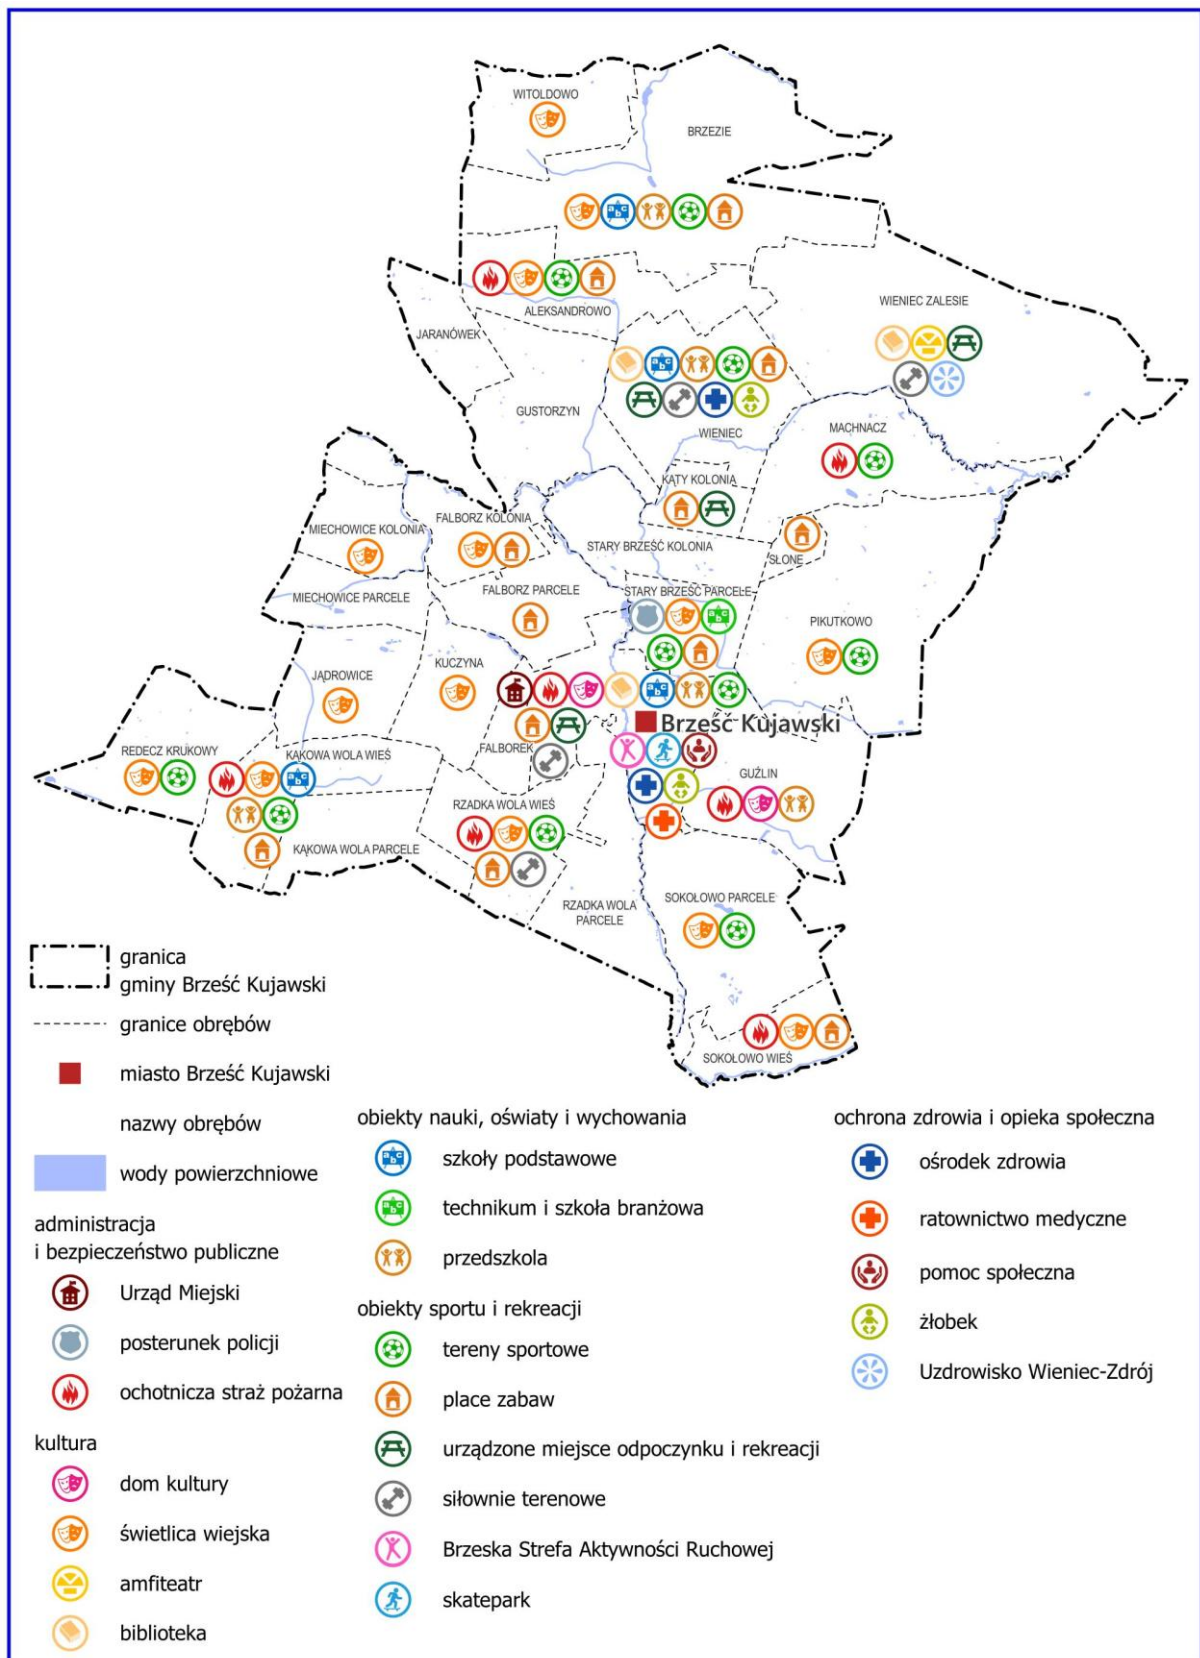 WITOLDOWO
BRZEZIE
ALEKSANDROWO
WIENIEC ZALESIE
JARANÓWEK
GUSTORZYN
WIENIEC
MACHNACZ
KĄTY KOLONIA
FALBORZ KOLONIA
MIECHOWICE KOLONIA
STARY BRZEŚĆ KOLONIA
SŁONE
MIECHOWICE PARCELE
FALBORZ PARCELE
STARY BRZEŚĆ PARCELE
PIKUTKOWO
KUCZYNA
JĄDROWICE
Brześć Kujawski
REDECZ KRUKOWY
KĄKOWA WOLA WIEŚ
FALBOREK
GUŹLIN
RZADKA WOLA WIEŚ
KĄKOWA WOLA PARCELE
RZADKA WOLA
PARCELE
SOKOŁOWO PARCELE
SOKOŁOWO WIEŚ
granica
gminy Brześć Kujawski
granice obrębów
miasto Brześć Kujawski
nazwy obrębów
wody powierzchniowe
administracja
i bezpieczeństwo publiczne
Urząd Miejski
posterunek policji
ochotnicza straż pożarna
kultura
dom kultury
świetlica wiejska
amfiteatr
biblioteka
obiekty nauki, oświaty i wychowania
szkoły podstawowe
technikum i szkoła branżowa
przedszkola
obiekty sportu i rekreacji
tereny sportowe
place zabaw
urządzone miejsce odpoczynku i rekreacji
siłownie terenowe
Brzeska Strefa Aktywności Ruchowej
skatepark
ochrona zdrowia i opieka społeczna
ośrodek zdrowia
ratownictwo medyczne
pomoc społeczna
żłobek
Uzdrowisko Wieniec-Zdrój